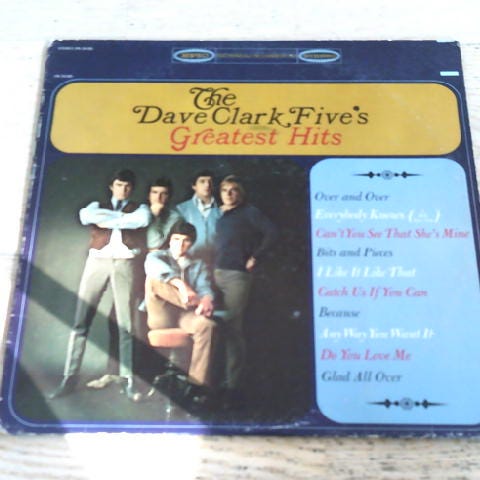 The
Dave Clark Five's
Greatest Hits
Over and Over
Everybody Knows
Can't You See That She's Mine
Bits and Pieces
I Like It Like That
Catch Us If You Can
Because
Any Way You Want It
Do You Love Me
Glad All Over